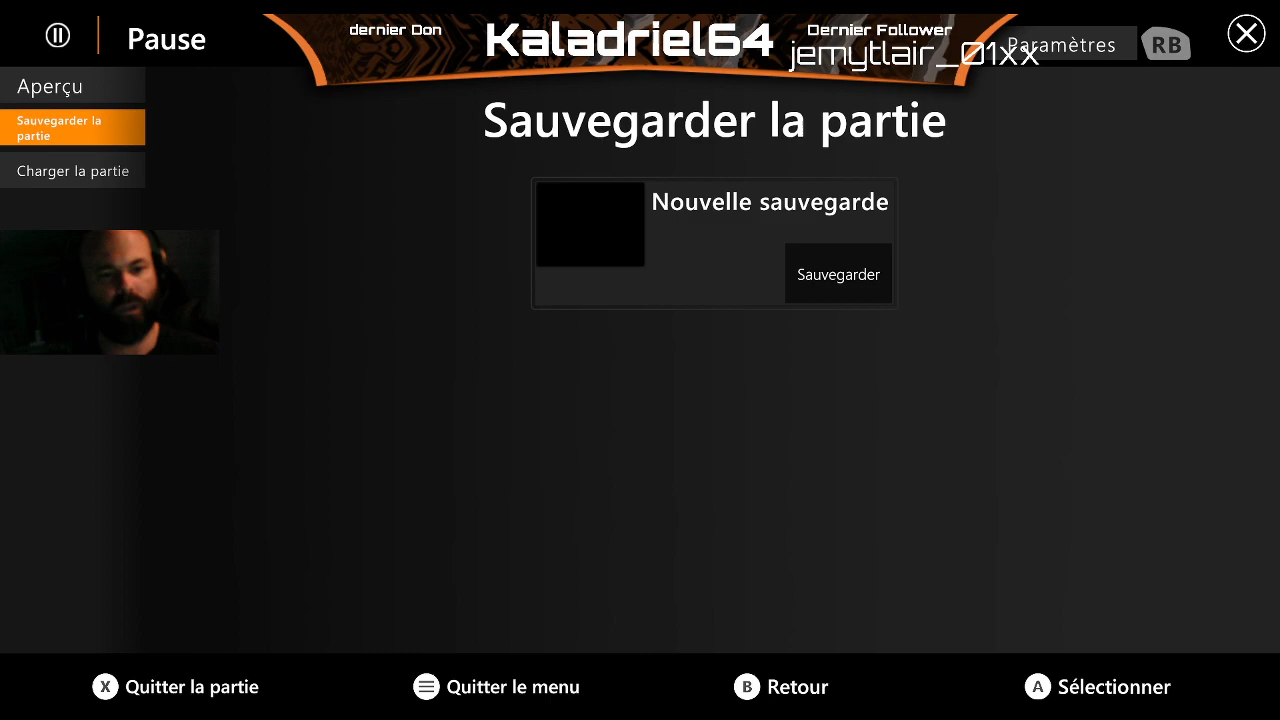 Pause
dernier Don
Kaladriel64
Dernier Follower
jemytlair_01xx
Paramètres
RB
Aperçu
Sauvegarder la
partie
Charger la partie
Sauvegarder la partie
Nouvelle sauvegarde
Sauvegarder
X Quitter la partie
Quitter le menu
B Retour
A Sélectionner